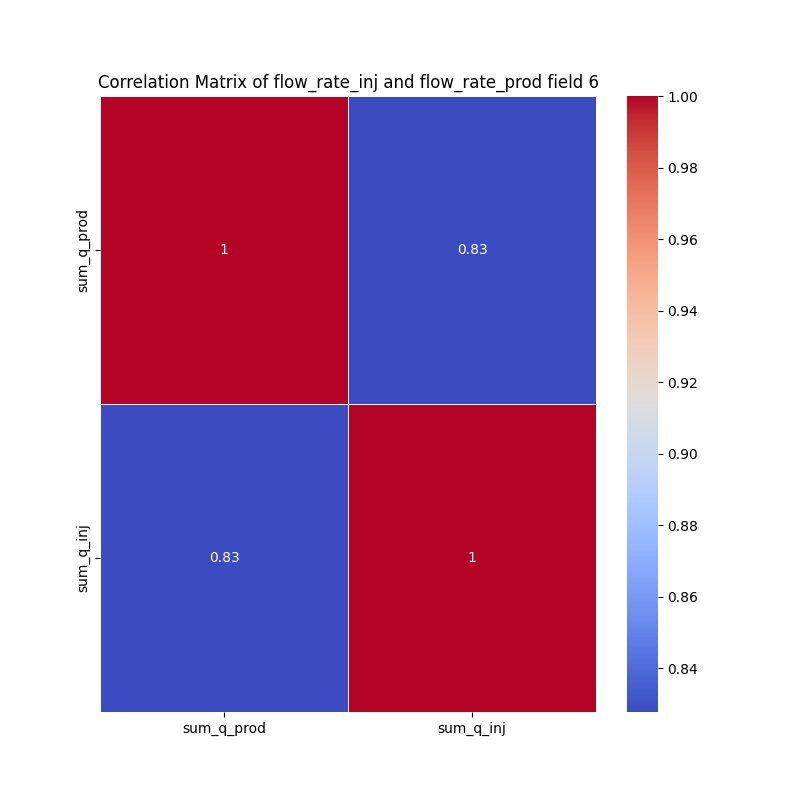 Correlation Matrix of flow_rate_inj and flow_rate_prod field 6
sum_q_prod
sum_q_inj
1
0.83
0.83
1
sum_q_prod
sum_q_inj
1.00
0.98
0.96
0.94
0.92
0.90
0.88
0.86
0.84